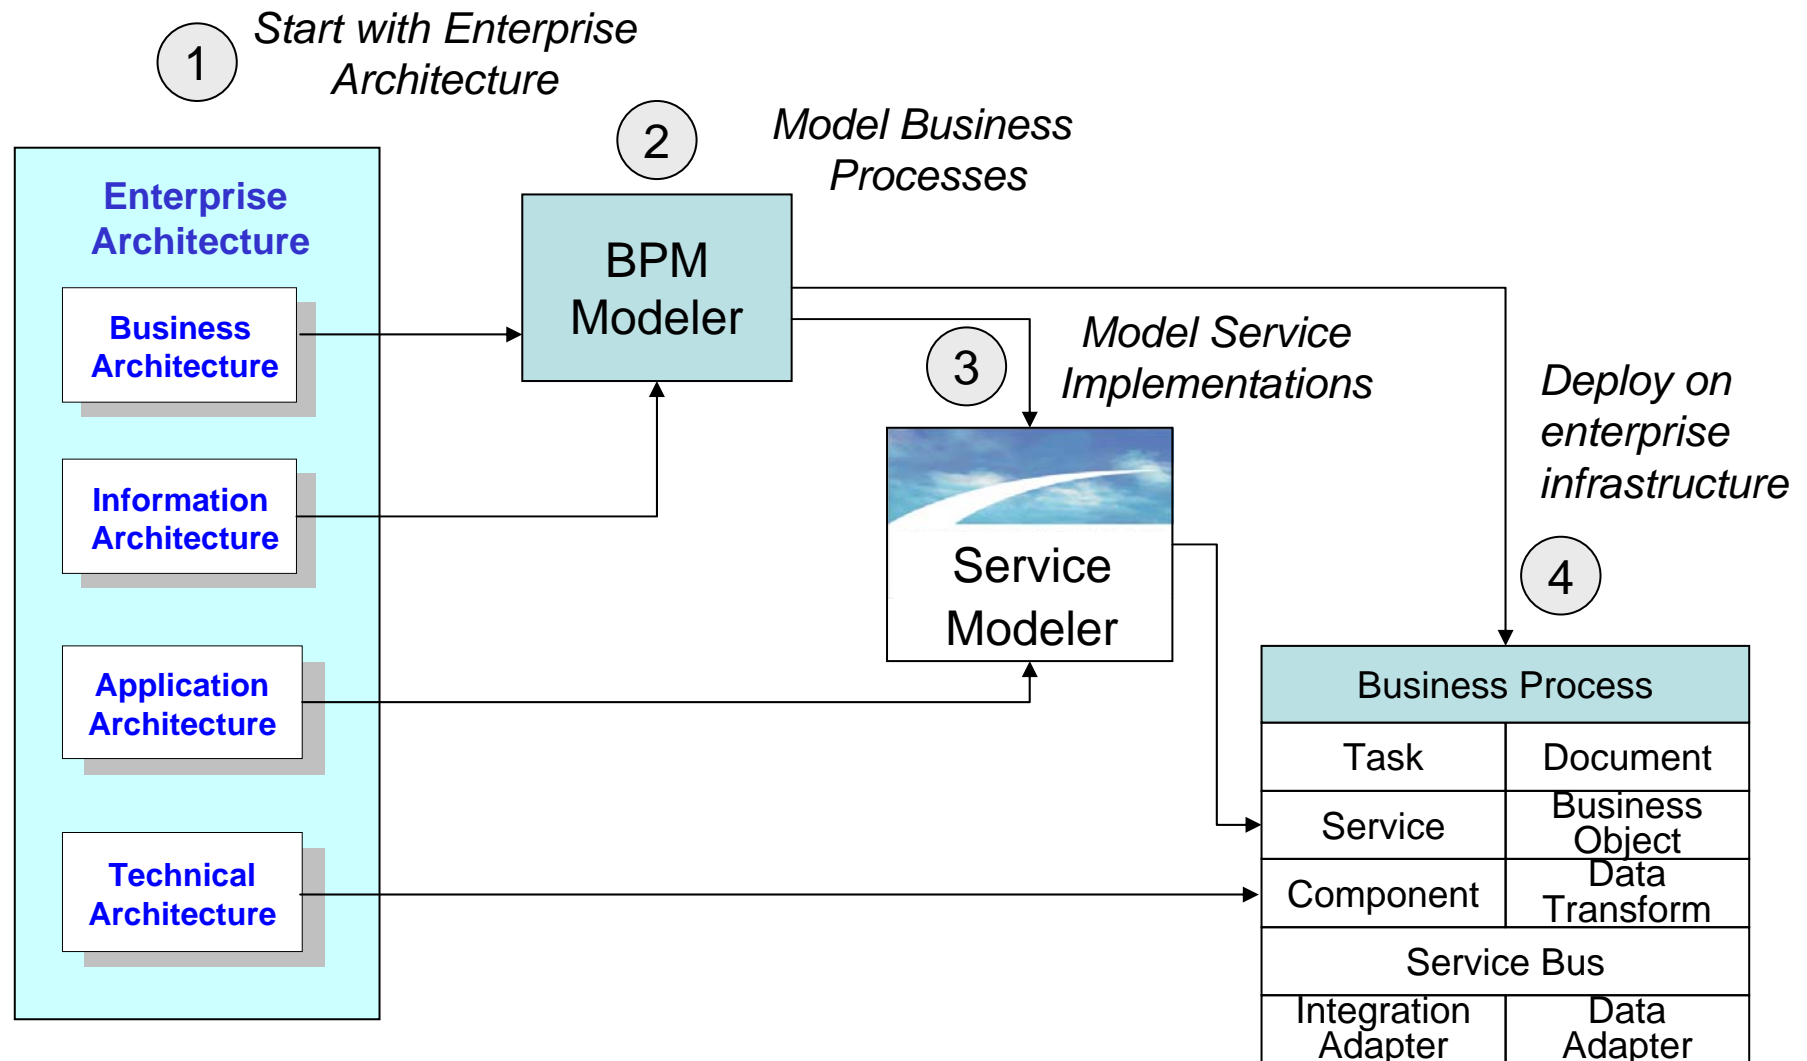 1
Start with Enterprise
Architecture
2
Model Business
Processes
Enterprise
Architecture
Business
Architecture
Information
Architecture
Application
Architecture
Technical
Architecture
BPM
Modeler
3
Model Service
Implementations
Service
Modeler
Deploy on
enterprise
infrastructure
4
Business Process
Task
Document
Service
Business
Object
Component
Data
Transform
Service Bus
Integration
Adapter
Data
Adapter